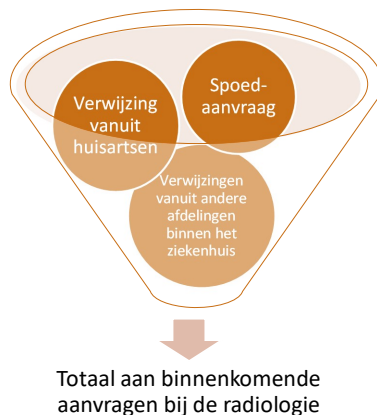 Verwijzing
vanuit
huisartsen
Spoed-
aanvraag
Verwijzingen
vanuit andere
afdelingen
binnen het
ziekenhuis
Totaal aan binnenkomende
aanvragen bij de radiologie